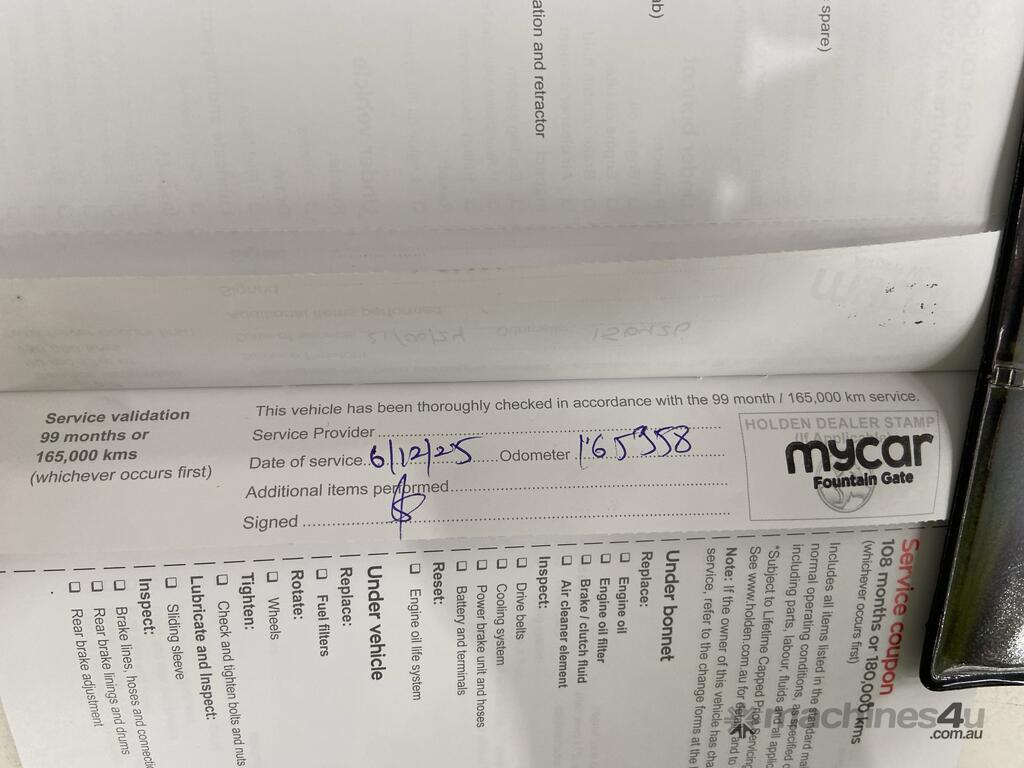 ation and retractor
ab)
spare)
Service validation
99 months or
165,000 kms
(whichever occurs first)
This vehicle has been thoroughly checked in accordance with the 99 month / 165,000 km service.
Service Provider
Date of service 6/12/25 Odometer 165358
Additional items performed
Signed
HOLDEN DEALER STAMP
(If Applicable)
mycar
Fountain Gate
Service coupon
108 months or 180,000 kms
(whichever occurs first)
Includes all items listed in the standard
normal operating conditions, as specified
including parts, labour, fluids and
*Subject to Lifetime Capped Price Servicing
See www.holden.com.au for
Note: If the owner of this vehicle has
service, refer to the change forms at the
Under bonnet
Replace:
Engine oil
Engine oil filter
Brake / clutch fluid
Air cleaner element
Inspect:
Drive belts
Cooling system
Power brake unit and hoses
Battery and terminals
Reset:
Engine oil life system
Under vehicle
Replace:
Fuel filters
Rotate:
Wheels
Tighten:
Check and tighten bolts and nuts
Lubricate and Inspect:
Sliding sleeve
Inspect:
Brake lines, hoses and connectio
Rear brake linings and drums
Rear brake adjustment
machines4u
.com.au